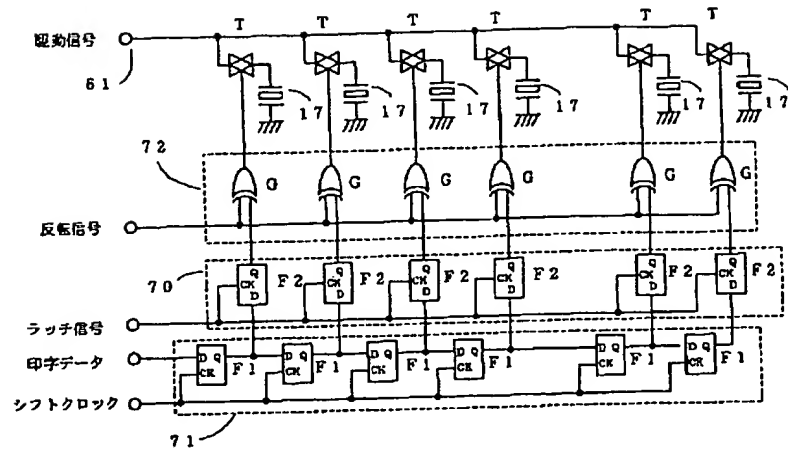 T T T T T T
駆動信号
61
17 17 17 17 17 17
72
G G G G G G
反転信号
70
Q Q Q Q Q Q
F2 F2 F2 F2 F2 F2
CK CK CK CK CK CK
D D D D D D
ラッチ信号
印字データ
D Q D Q D Q D Q D Q D Q
F1 F1 F1 F1 F1 F1
CK CK CK CK CK CK
シフトクロック
71